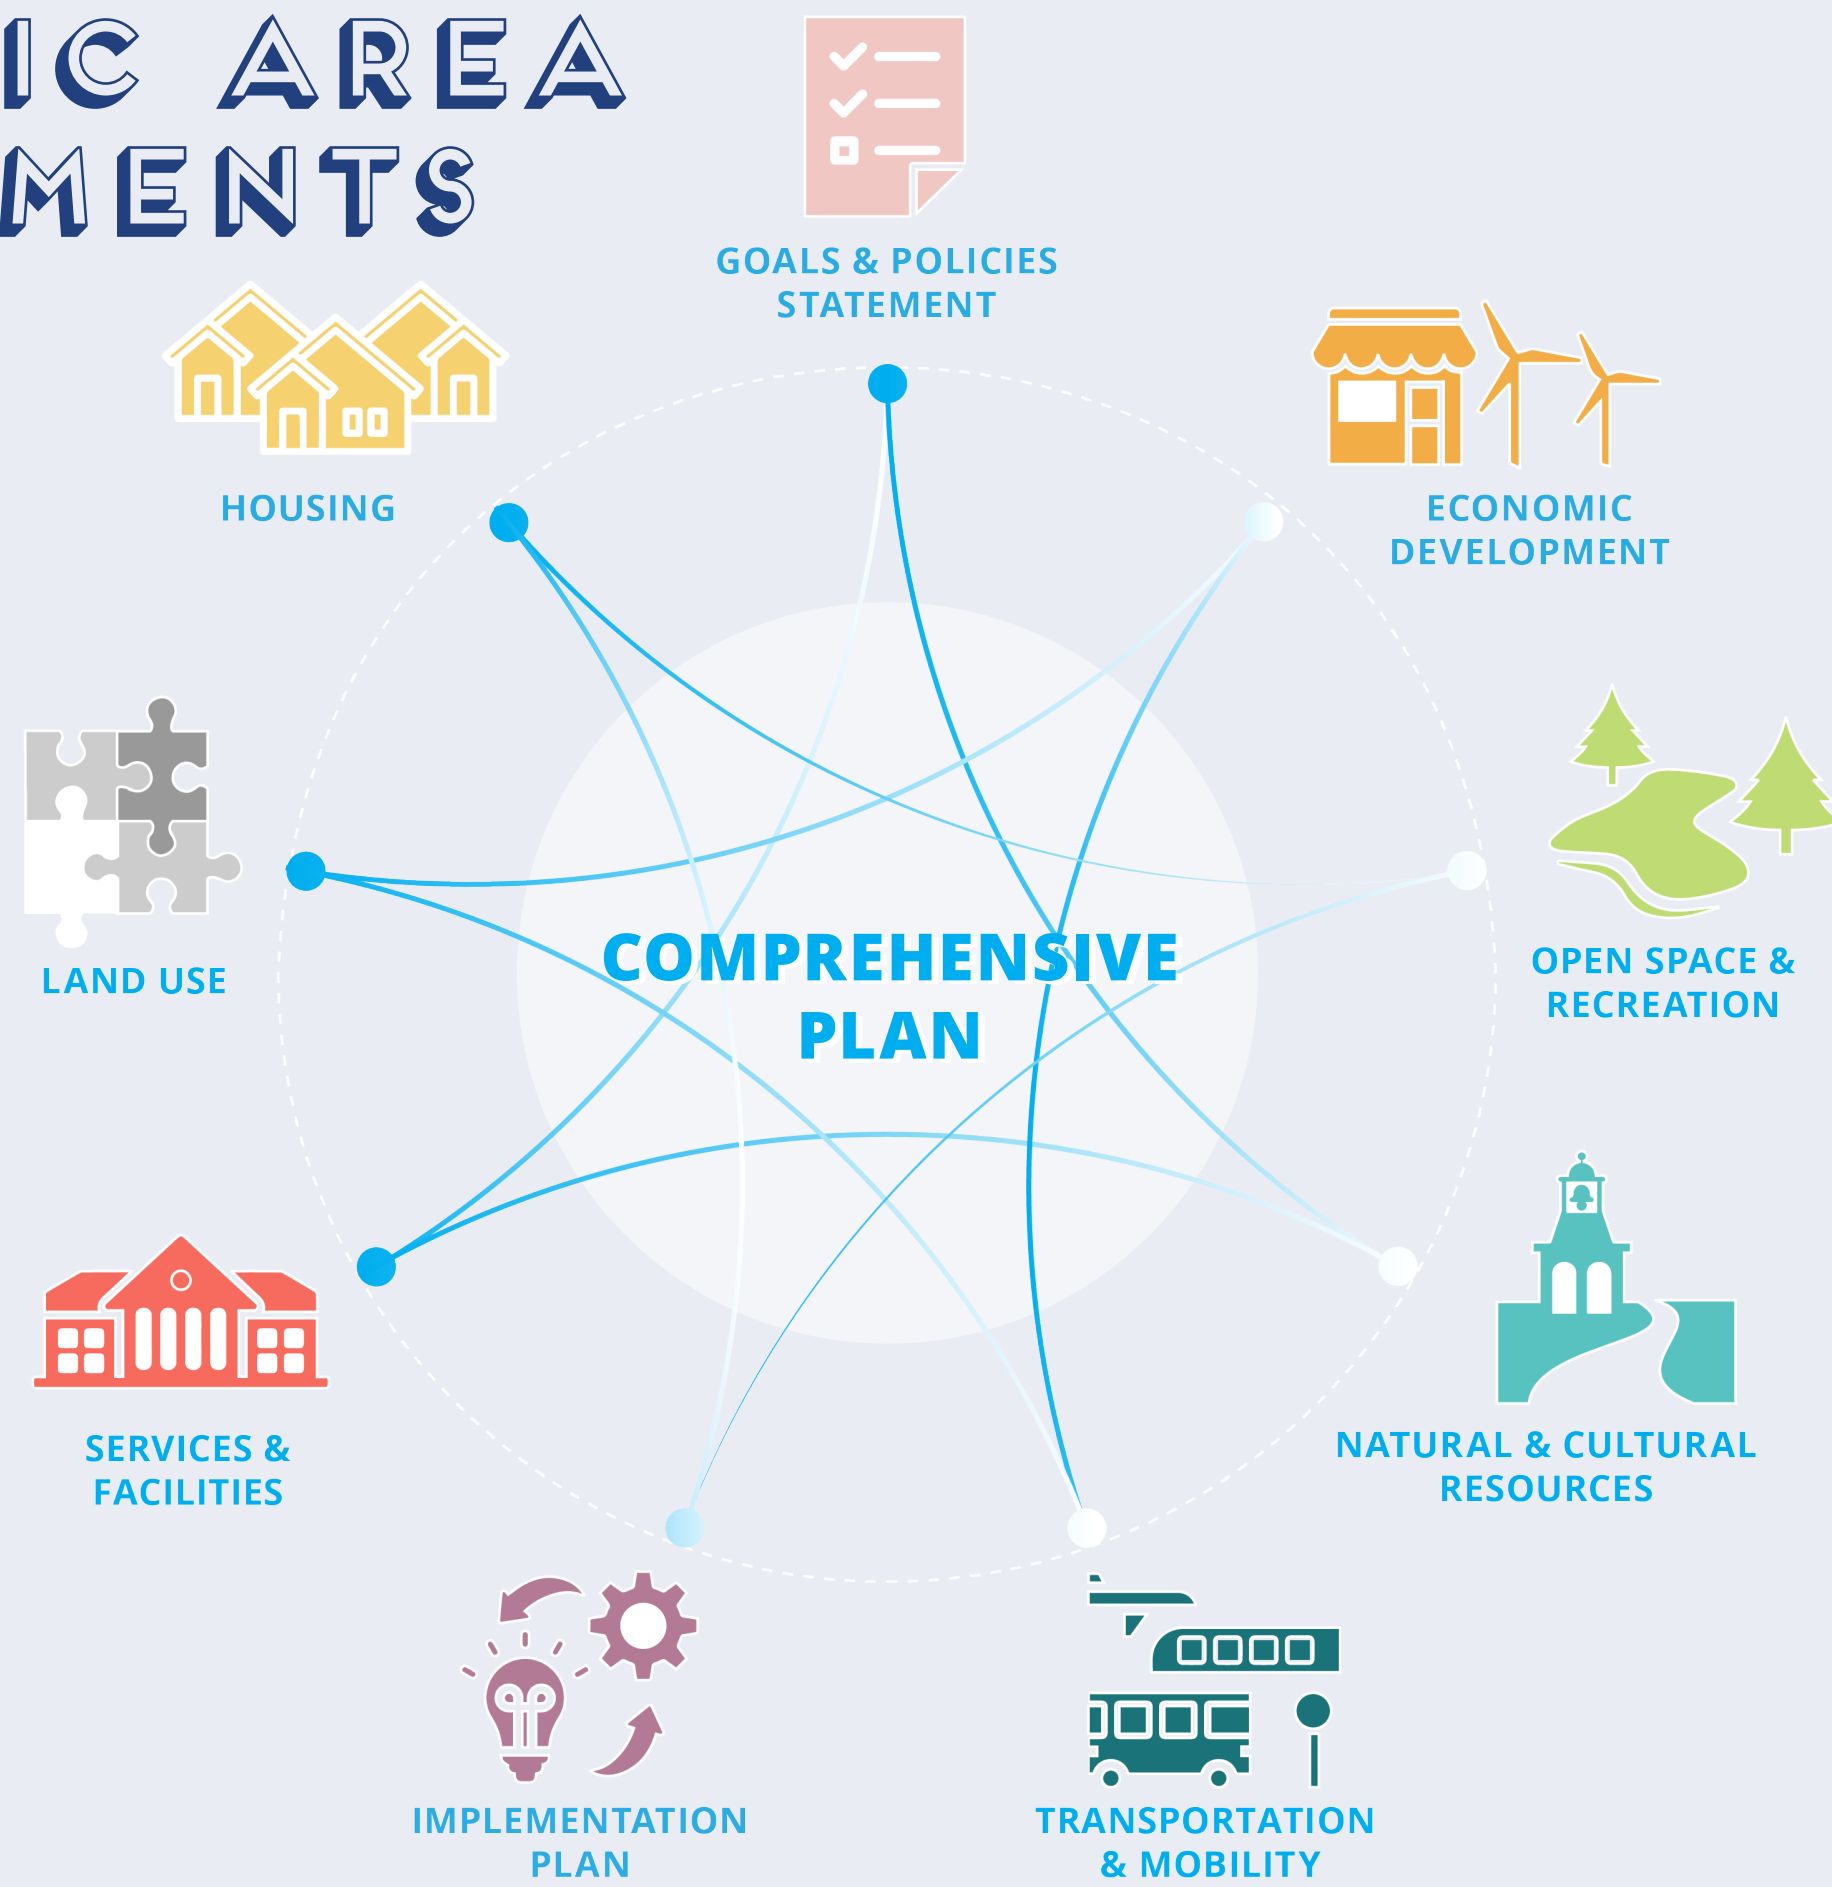 IC AREA
MENTS
GOALS & POLICIES
STATEMENT
HOUSING
ECONOMIC
DEVELOPMENT
LAND USE
OPEN SPACE &
RECREATION
COMPREHENSIVE
PLAN
SERVICES &
FACILITIES
NATURAL & CULTURAL
RESOURCES
IMPLEMENTATION
PLAN
TRANSPORTATION
& MOBILITY